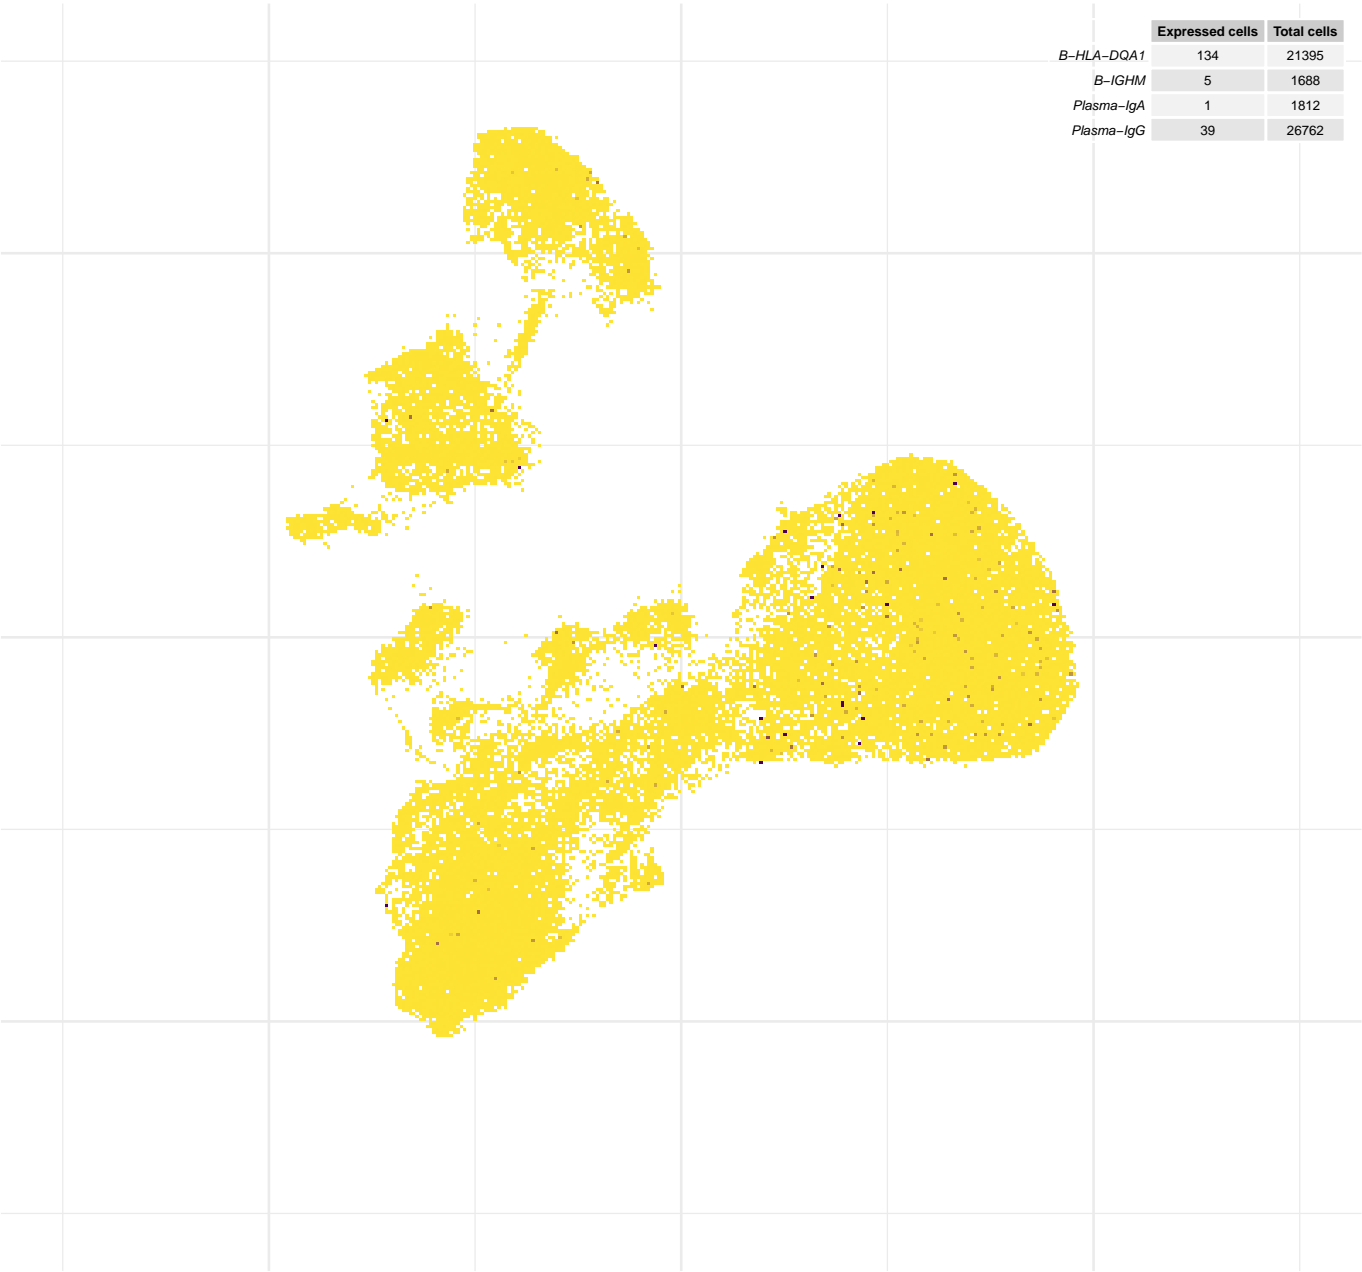 Expressed cells Total cells
B−HLA−DQA1 134 21395
B−IGHM 5 1688
Plasma−IgA 1 1812
Plasma−IgG 39 26762